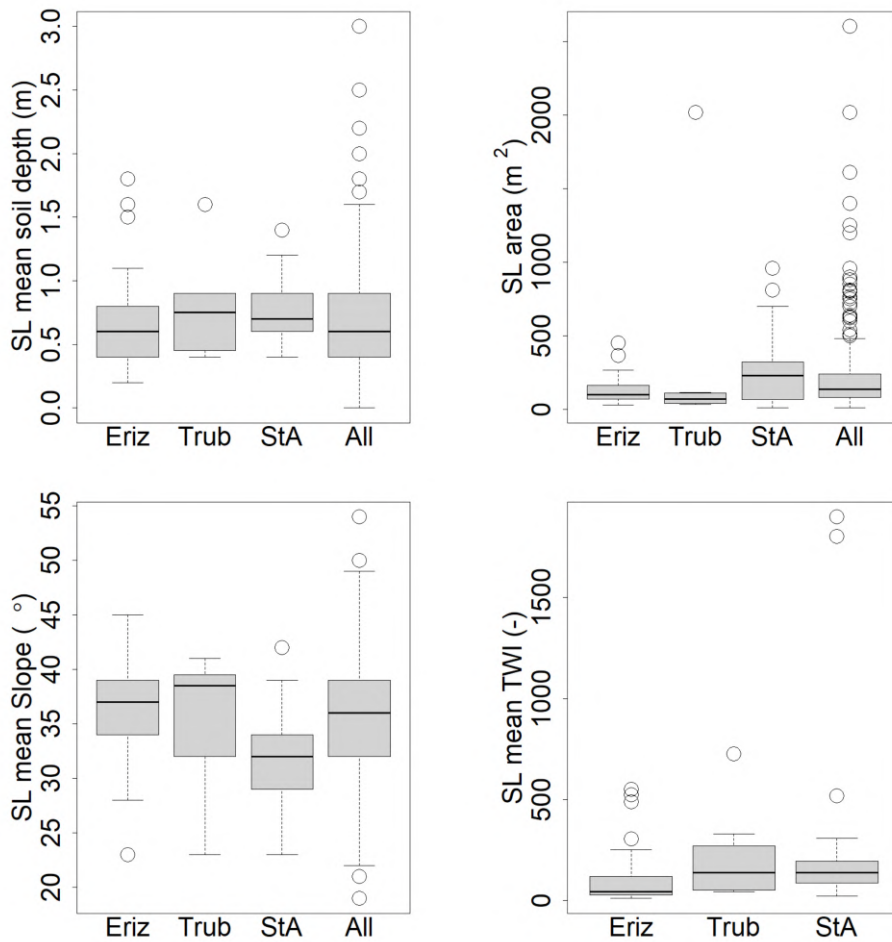 SL mean soil depth (m)
3.0
2.5
2.0
1.5
1.0
0.5
0.0
Eriz Trub StA All
SL area (m 2)
2000
1000
500
0
Eriz Trub StA All
SL mean Slope ( °)
55
50
45
40
35
30
25
20
Eriz Trub StA All
SL mean TWI (-)
1500
1000
500
0
Eriz Trub StA